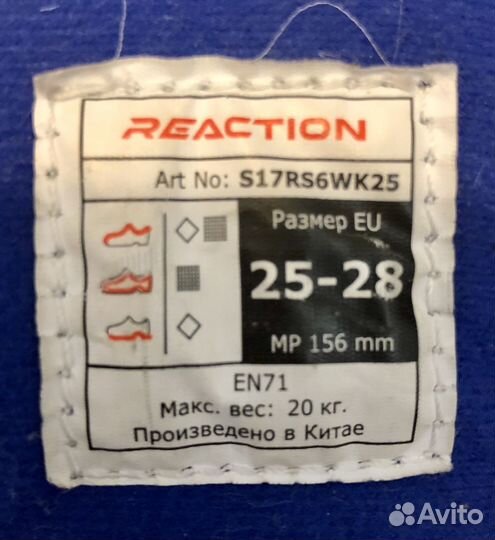 REACTION
Art No: S17RS6WK25
Размер EU
25-28
MP 156 mm
EN71
Макс. вес: 20 кг.
Произведено в Китае
Avito